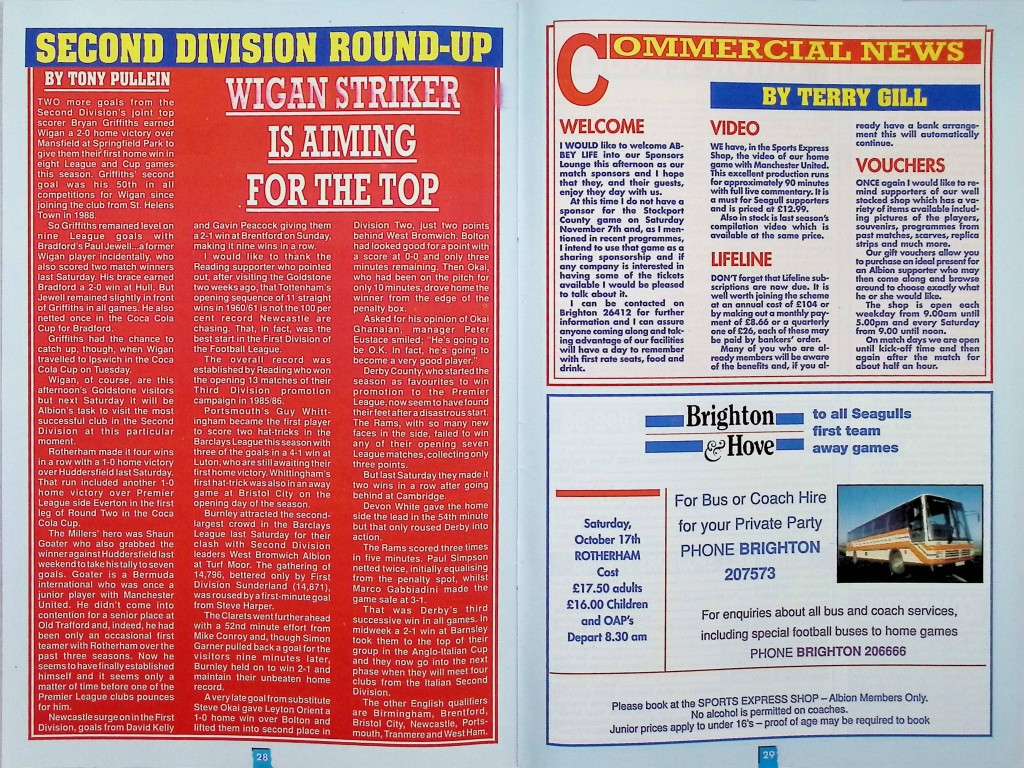 SECOND DIVISION ROUND-UP
BY TONY PULLEIN
WIGAN STRIKER
IS AIMING
FOR THE TOP
TWO more goals from the
Second Division's joint top
scorer Bryan Griffiths earned
Wigan a 2-0 home victory over
Mansfield at Springfield Park to
give them their first home win in
eight League and Cup games
this season. Griffiths' second
goal was his 50th in all
competitions for Wigan since
joining the club from St. Helens
Town in 1988.
So Griffiths remained level on
nine League goals with
Bradford's Paul Jewell...a former
Wigan player incidentally, who
also scored two match winners
last Saturday. His brace earned
Bradford a 2-0 win at Hull. But
Jewell remained slightly in front
of Griffiths in all games. He also
netted once in the Coca Cola
Cup for Bradford.
Griffiths had the chance to
catch up, though, when Wigan
travelled to Ipswich in the Coca
Cola Cup on Tuesday.
Wigan, of course, are this
afternoon's Goldstone visitors
but next Saturday it will be
Albion's task to visit the most
successful club in the Second
Division at this particular
moment.
Rotherham made it four wins
in a row with a 1-0 home victory
over Huddersfield last Saturday.
That run included another 1-0
home victory over Premier
League side Everton in the first
leg of Round Two in the Coca
Cola Cup.
The Millers' hero was Shaun
Goater who also grabbed the
winner against Huddersfield last
weekend to take his tally to seven
goals. Goater is a Bermuda
international who was once a
junior player with Manchester
United. He didn't come into
contention for a senior place at
Old Trafford and, indeed, he had
been only an occasional first
teamer with Rotherham over the
past three seasons. Now he
seems to have finally established
himself and it seems only a
matter of time before one of the
Premier League clubs pounces
for him.
Newcastle surge on in the First
Division, goals from David Kelly
and Gavin Peacock giving them
a 2-1 win at Brentford on Sunday,
making it nine wins in a row.
I would like to thank the
Reading supporter who pointed
out, after visiting the Goldstone
two weeks ago, that Tottenham's
opening sequence of 11 straight
wins in 1960/61 is not the 100 per
cent record Newcastle are
chasing. That, in fact, was the
best start in the First Division of
the Football League.
The overall record was
established by Reading who won
the opening 13 matches of their
Third Division promotion
campaign in 1985/86.
Portsmouth's Guy Whitt-
ingham became the first player
to score two hat-tricks in the
Barclays League this season with
three of the goals in a 4-1 win at
Luton, who are still awaiting their
first home victory. Whittingham's
first hat-trick was also in an away
game at Bristol City on the
opening day of the season.
Burnley attracted the second-
largest crowd in the Barclays
League last Saturday for their
clash with Second Division
leaders West Bromwich Albion
at Turf Moor. The gathering of
14,796, bettered only by First
Division Sunderland (14,871),
was roused by a first-minute goal
from Steve Harper.
The Clarets went further ahead
with a 52nd minute effort from
Mike Conroy and, though Simon
Garner pulled back a goal for the
visitors nine minutes later,
Burnley held on to win 2-1 and
maintain their unbeaten home
record.
A very late goal from substitute
Steve Okai gave Leyton Orient a
1-0 home win over Bolton and
lifted them into second place in
Division Two, just two points
behind West Bromwich. Bolton
had looked good for a point with
a score at 0-0 and only three
minutes remaining. Then Okai,
who had been on the pitch for
only 10 minutes, drove home the
winner from the edge of the
penalty box.
Asked for his opinion of Okai
Ghanaian, manager Peter
Eustace smiled; "He's going to
be O.K. In fact, he's going to
become a very good player."
Derby County, who started the
season as favourites to win
promotion to the Premier
League, now seem to have found
their feet after a disastrous start.
The Rams, with so many new
faces in the side, failed to win
any of their opening seven
League matches, collecting only
three points.
But last Saturday they made it
two wins in a row after going
behind at Cambridge.
Devon White gave the home
side the lead in the 54th minute
but that only roused Derby into
action.
The Rams scored three times
in five minutes. Paul Simpson
netted twice, initially equalising
from the penalty spot, whilst
Marco Gabbiadini made the
game safe at 3-1.
That was Derby's third
successive win in all games. In
midweek a 2-1 win at Barnsley
took them to the top of their
group in the Anglo-Italian Cup
and they now go into the next
phase when they will meet four
clubs from the Italian Second
Division.
The other English qualifiers
are Birmingham, Brentford,
Bristol City, Newcastle, Ports-
mouth, Tranmere and West Ham.
28
COMMERCIAL NEWS
BY TERRY GILL
WELCOME
I WOULD like to welcome AB-
BEY LIFE into our Sponsors
Lounge this afternoon as our
match sponsors and I hope
that they, and their guests,
enjoy they day with us.
At this time I do not have a
sponsor for the Stockport
County game on Saturday
November 7th and, as I men-
tioned in recent programmes,
I intend to use that game as a
sharing sponsorship and if
any company is interested in
having some of the tickets
available I would be pleased
to talk about it.
I can be contacted on
Brighton 26412 for further
information and I can assure
anyone coming along and tak-
ing advantage of our facilities
will have a day to remember
with first rate seats, food and
drink.
VIDEO
WE have, in the Sports Express
Shop, the video of our home
game with Manchester United.
This excellent production runs
for approximately 90 minutes
with full live commentary. It is
a must for Seagull supporters
and is priced at £12.99.
Also in stock is last season's
compilation video which is
available at the same price.
LIFELINE
DON'T forget that Lifeline sub-
scriptions are now due. It is
well worth joining the scheme
at an annual cost of £104 or
by making out a monthly pay-
ment of £8.66 or a quarterly
one of £26, each of these may
be paid by bankers' order.
Many of you who are al-
ready members will be aware
of the benefits and, if you al-
ready have a bank arrange-
ment this will automatically
continue.
VOUCHERS
ONCE again I would like to re-
mind supporters of our well
stocked shop which has a va-
riety of items available includ-
ing pictures of the players,
souvenirs, programmes from
past matches, scarves, replica
strips and much more.
Our gift vouchers allow you
to purchase an ideal present for
an Albion supporter who may
then come along and browse
around to choose exactly what
he or she would like.
The shop is open each
weekday from 9.00am until
5.00pm and every Saturday
from 9.00 until noon.
On match days we are open
until kick-off time and then
again after the match for
about half an hour.
Brighton
& Hove
to all Seagulls
first team
away games
Saturday,
October 17th
ROTHERHAM
Cost
£17.50 adults
£16.00 Children
and OAP's
Depart 8.30 am
For Bus or Coach Hire
for your Private Party
PHONE BRIGHTON
207573
For enquiries about all bus and coach services,
including special football buses to home games
PHONE BRIGHTON 206666
Please book at the SPORTS EXPRESS SHOP – Albion Members Only.
No alcohol is permitted on coaches.
Junior prices apply to under 16's – proof of age may be required to book
29